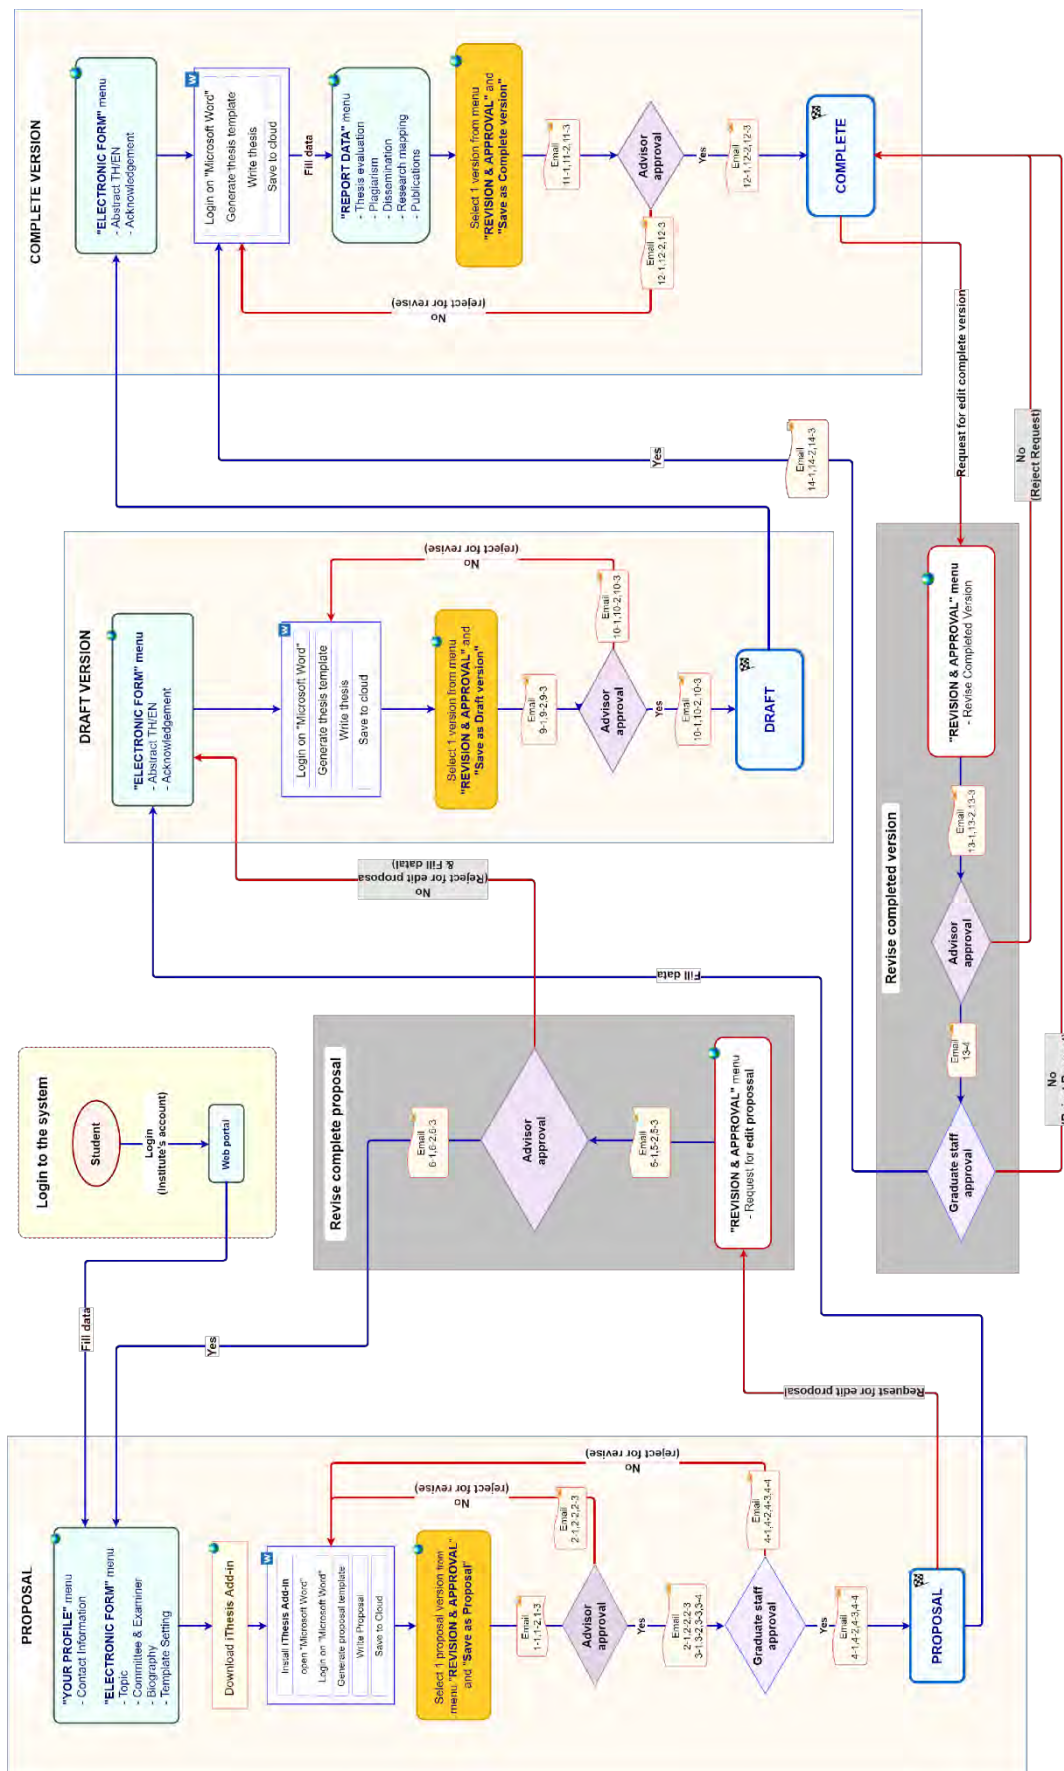 PROPOSAL
"YOUR PROFILE" menu
- Contact Information
"ELECTRONIC FORM" menu
- Topic
- Committee & Examiner
- Biography
- Template Setting
Download iThesis Add-in
Install iThesis Add-in
open "Microsoft Word"
Login on "Microsoft Word"
Generate proposal template
Write Proposal
Save to Cloud
Select 1 proposal version from
menu "REVISION & APPROVAL"
and "Save as Proposal"
Email
1-1,1-2,1-3
Advisor
approval
Email
2-1,2-2,2-3
No
(reject for revise)
Yes
Email
2-1,2-2,2-3
3-1,3-2,3-3,3-4
Graduate staff
approval
Email
4-1,4-2,4-3,4-4
No
(reject for revise)
Yes
Email
4-1,4-2,4-3,4-4
PROPOSAL
Request for edit proposal
Fill data
Yes
Login to the system
Student
Login
(Institute's account)
Web portal
Revise complete proposal
Email
6-1,6-2,6-3
Advisor
approval
Email
5-1,5-2,5-3
"REVISION & APPROVAL" menu
- Request for edit propossal
No
(Reject for edit proposa
& Fill data)
Fill data
DRAFT VERSION
"ELECTRONIC FORM" menu
- Abstract TH/EN
- Acknowledgement
Login on "Microsoft Word"
Generate thesis template
Write thesis
Save to cloud
Select 1 version from menu
"REVISION & APPROVAL" and
"Save as Draft version"
Email
9-1,9-2,9-3
Advisor
approval
Email
10-1,10-2,10-3
No
(reject for revise)
Yes
Email
10-1,10-2,10-3
DRAFT
Yes
Email
14-1,14-2,14-3
COMPLETE VERSION
"ELECTRONIC FORM" menu
- Abstract TH/EN
- Acknowledgement
Login on "Microsoft Word"
Generate thesis template
Write thesis
Save to cloud
Fill data
"REPORT DATA" menu
- Thesis evaluation
- Plagiarism
- Dissemination
- Research mapping
- Publications
Select 1 version from menu
"REVISION & APPROVAL" and
"Save as Complete version"
Email
11-1,11-2,11-3
Advisor
approval
Email
12-1,12-2,12-3
No
(reject for revise)
Yes
Email
12-1,12-2,12-3
COMPLETE
Request for edit complete version
Revise completed version
"REVISION & APPROVAL" menu
- Revise Completed Version
Email
13-1,13-2,13-3
Advisor
approval
Email
13-4
Graduate staff
approval
No
(Reject Request)
No